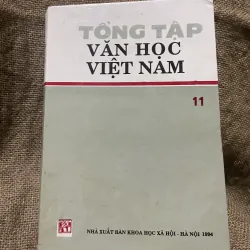 TỔNG TẬP
VĂN HỌC
VIỆT NAM
11
NHÀ XUẤT BẢN KHOA HỌC XÃ HỘI - HÀ NỘI 1994